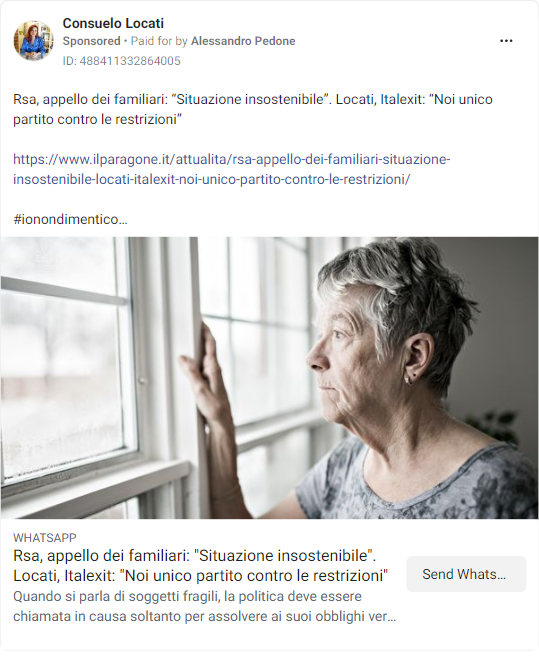 Consuelo Locati
Sponsored • Paid for by Alessandro Pedone
ID: 488411332864005
Rsa, appello dei familiari: “Situazione insostenibile”. Locati, Italexit: “Noi unico
partito contro le restrizioni”
https://www.ilparagone.it/attualita/rsa-appello-dei-familiari-situazione-
insostenibile-locati-italexit-noi-unico-partito-contro-le-restrizioni/
#ionondimentico...
WHATSAPP
Rsa, appello dei familiari: "Situazione insostenibile".
Locati, Italexit: "Noi unico partito contro le restrizioni"
Quando si parla di soggetti fragili, la politica deve essere
chiamata in causa soltanto per assolvere ai suoi obblighi ver...
Send Whats...